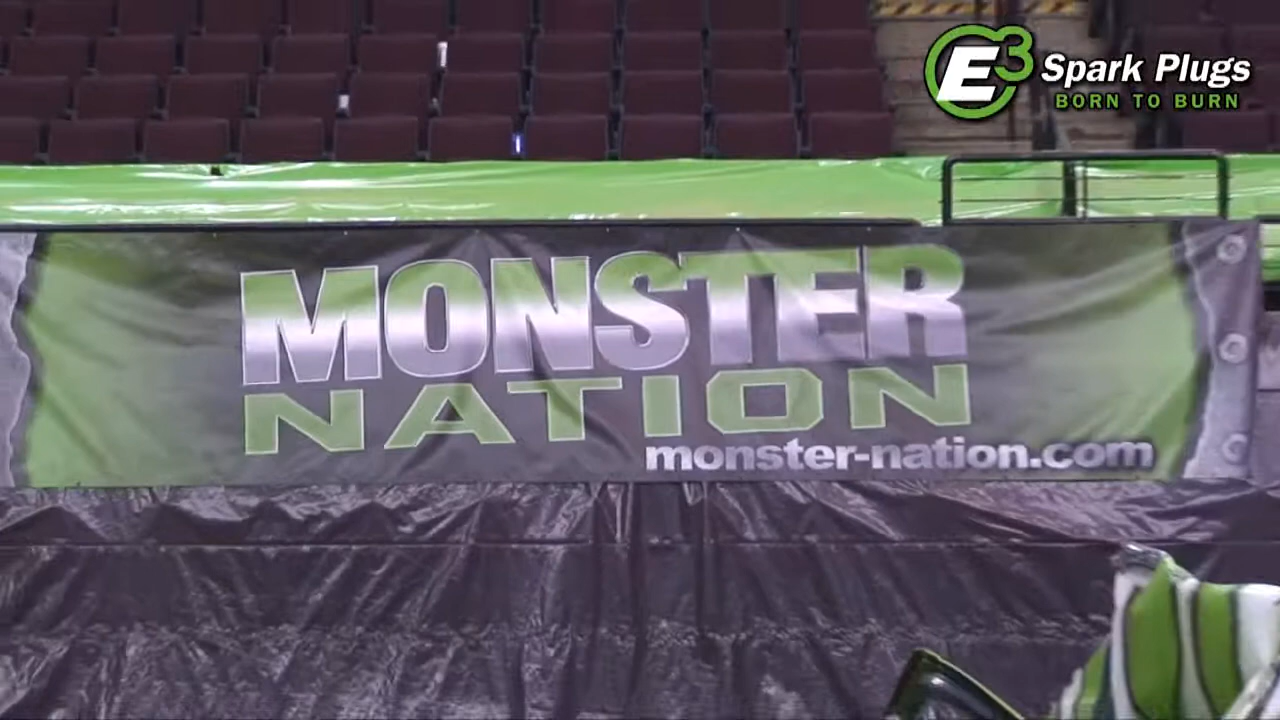 E3 Spark Plugs
BORN TO BURN
MONSTER
NATION
monster-nation.com